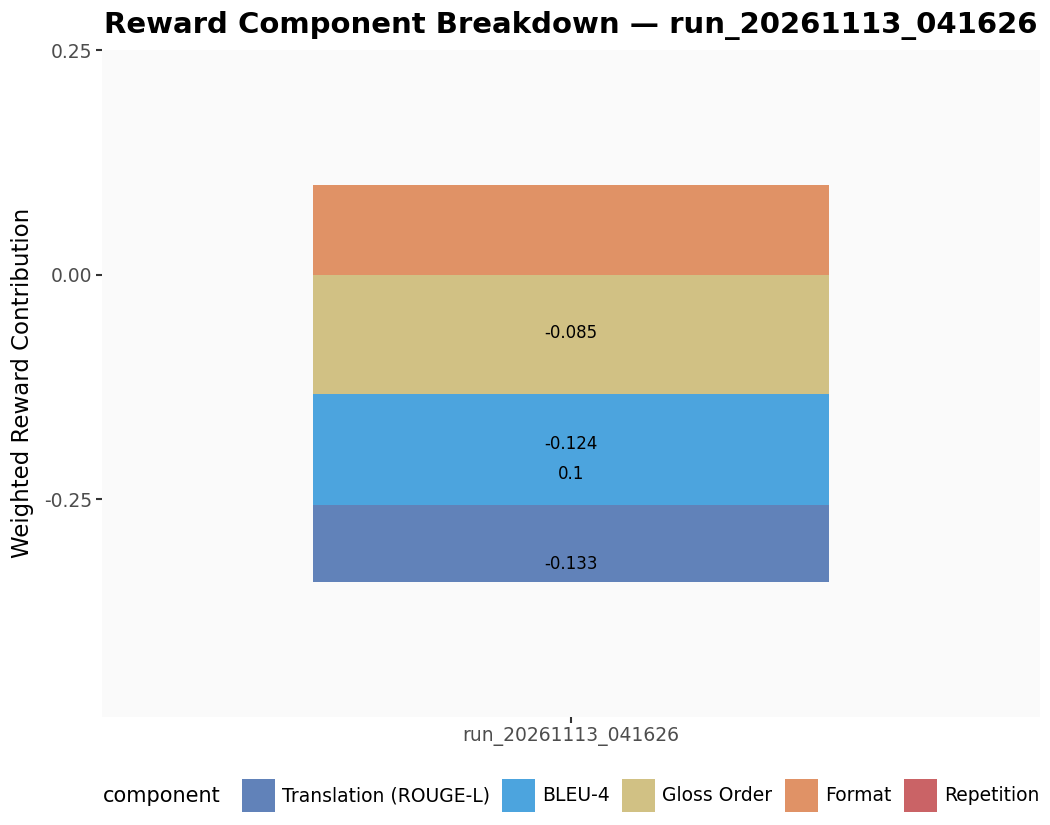 Reward Component Breakdown — run_20261113_041626
Weighted Reward Contribution
0.25
0.00
-0.25
-0.085
-0.124
0.1
-0.133
run_20261113_041626
component Translation (ROUGE-L) BLEU-4 Gloss Order Format Repetition